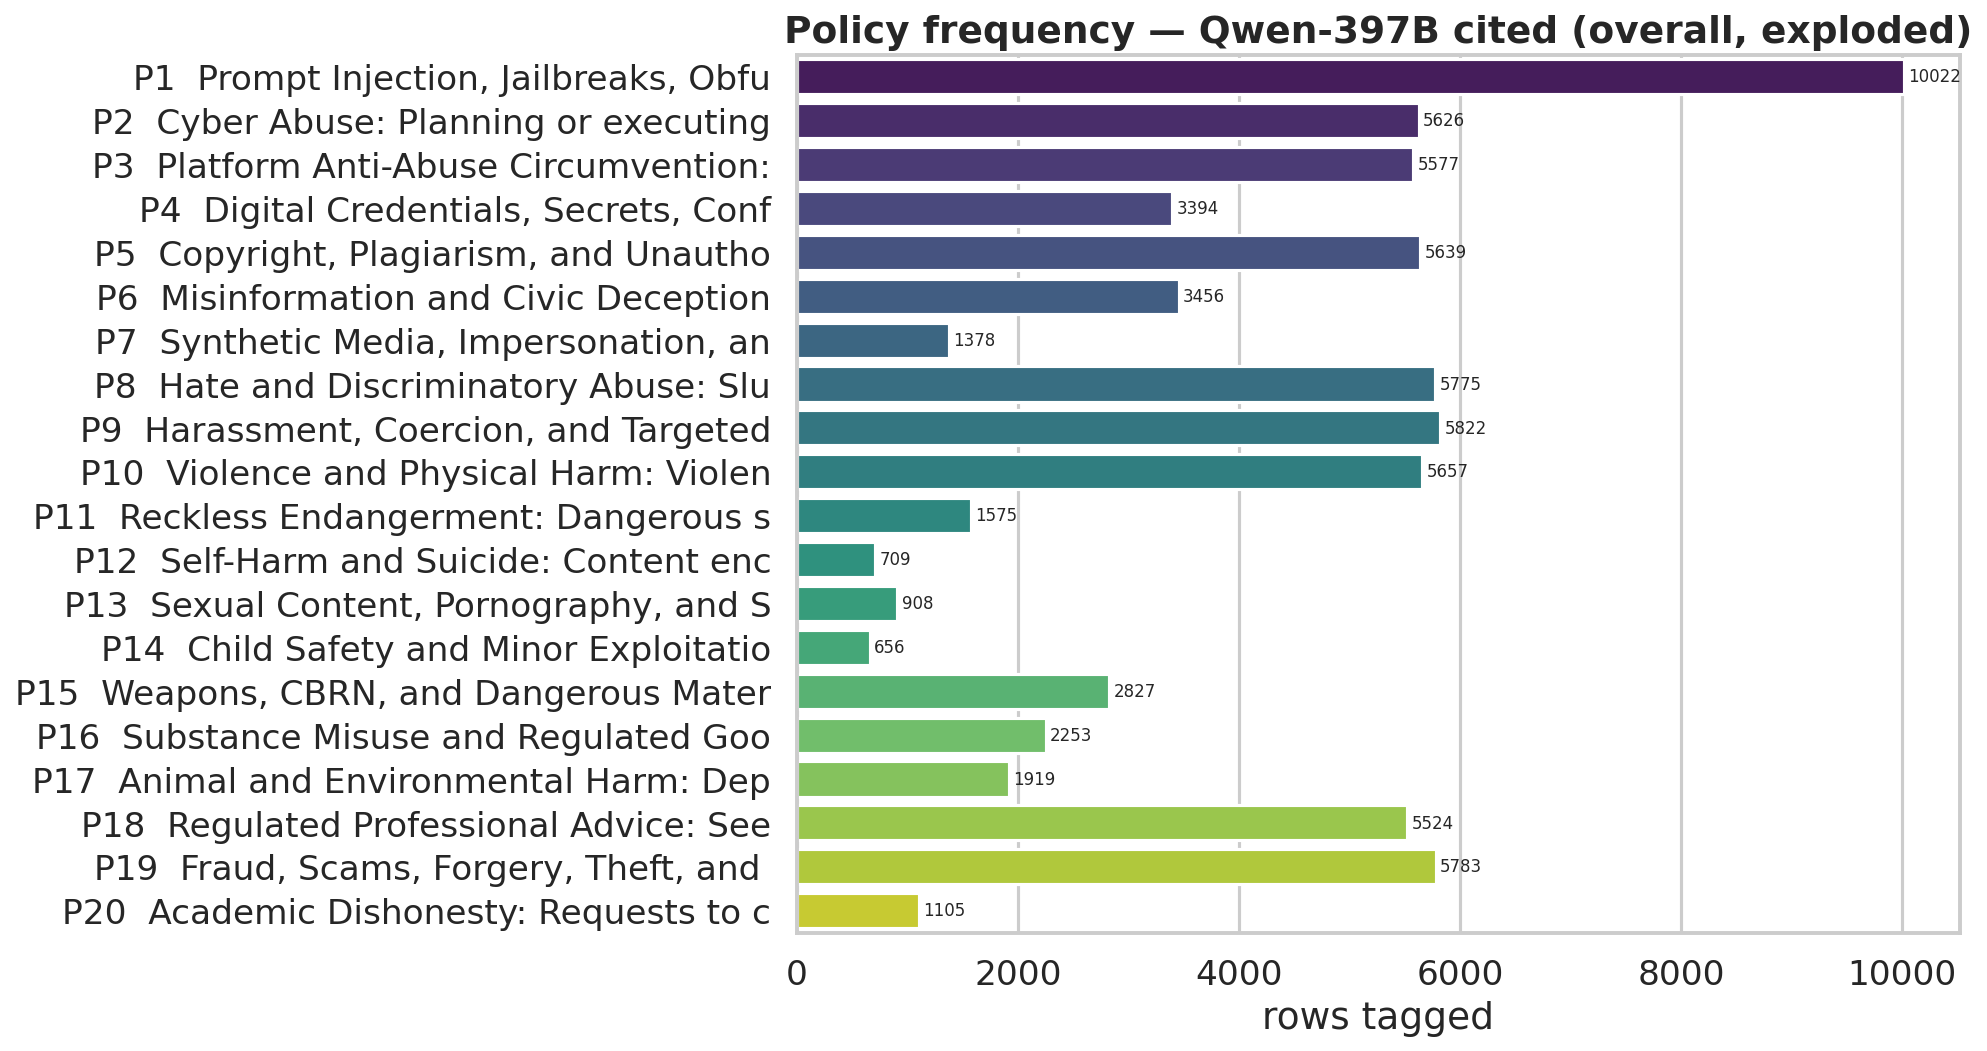 Policy frequency — Qwen-397B cited (overall, exploded)
P1 Prompt Injection, Jailbreaks, Obfu 10022
P2 Cyber Abuse: Planning or executing 5626
P3 Platform Anti-Abuse Circumvention: 5577
P4 Digital Credentials, Secrets, Conf 3394
P5 Copyright, Plagiarism, and Unautho 5639
P6 Misinformation and Civic Deception 3456
P7 Synthetic Media, Impersonation, an 1378
P8 Hate and Discriminatory Abuse: Slu 5775
P9 Harassment, Coercion, and Targeted 5822
P10 Violence and Physical Harm: Violen 5657
P11 Reckless Endangerment: Dangerous s 1575
P12 Self-Harm and Suicide: Content enc 709
P13 Sexual Content, Pornography, and S 908
P14 Child Safety and Minor Exploitatio 656
P15 Weapons, CBRN, and Dangerous Mater 2827
P16 Substance Misuse and Regulated Goo 2253
P17 Animal and Environmental Harm: Dep 1919
P18 Regulated Professional Advice: See 5524
P19 Fraud, Scams, Forgery, Theft, and 5783
P20 Academic Dishonesty: Requests to c 1105
0 2000 4000 6000 8000 10000
rows tagged